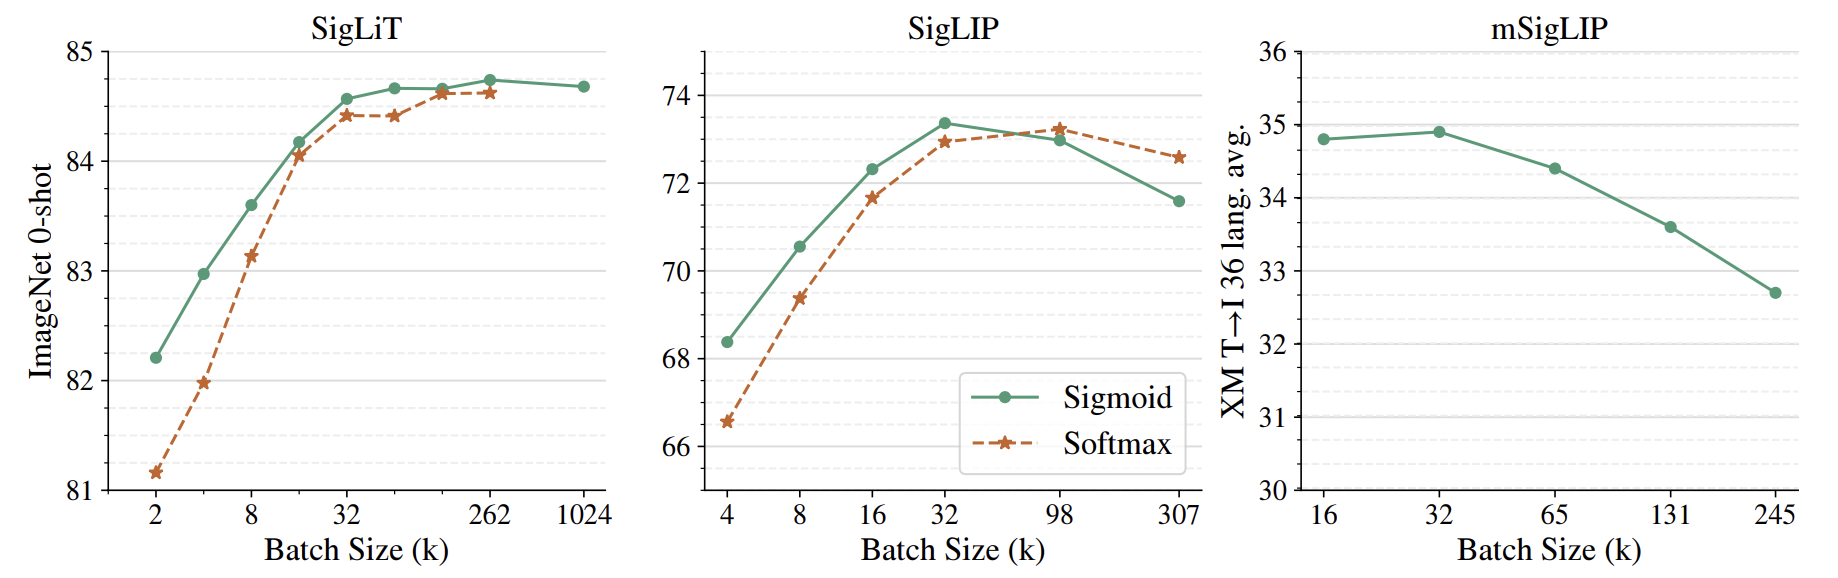 SigLiT
ImageNet 0-shot
85
84
83
82
81
2 8 32 262 1024
Batch Size (k)
SigLIP
74
72
70
68
66
Sigmoid
Softmax
4 8 16 32 98 307
Batch Size (k)
mSigLIP
XM T→I 36 lang. avg.
36
35
34
33
32
31
30
16 32 65 131 245
Batch Size (k)